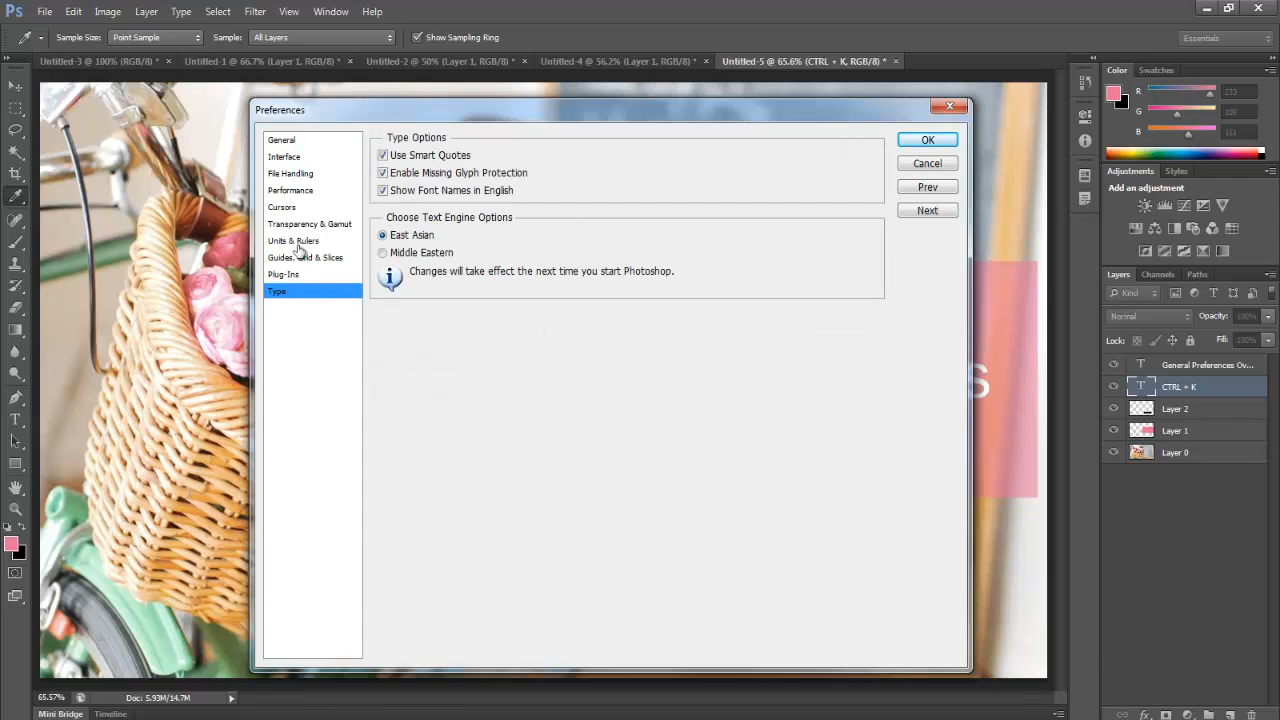 Ps File Edit Image Layer Type Select Filter View Window Help
Sample Size: Point Sample Sample: All Layers Show Sampling Ring Essentials
Untitled-3 @ 100% (RGB/8) * × Untitled-1 @ 66.7% (Layer 1, RGB/8) * × Untitled-2 @ 50% (Layer 1, RGB/8) * × Untitled-4 @ 56.2% (Layer 1, RGB/8) * × Untitled-5 @ 65.6% (CTRL + K, RGB/8) * ×
Preferences
General
Interface
File Handling
Performance
Cursors
Transparency & Gamut
Units & Rulers
Guides, Grid & Slices
Plug-Ins
Type
Type Options
Use Smart Quotes
Enable Missing Glyph Protection
Show Font Names in English
Choose Text Engine Options
East Asian
Middle Eastern
Changes will take effect the next time you start Photoshop.
OK
Cancel
Prev
Next
S
Color Swatches
R 233
G 109
B 151
Adjustments Styles
Add an adjustment
Layers Channels Paths
Kind
Normal Opacity: 100%
Lock: Fill: 100%
T General Preferences Ov...
T CTRL + K
Layer 2
Layer 1
Layer 0
65.57% Doc: 5.93M/14.7M
Mini Bridge Timeline